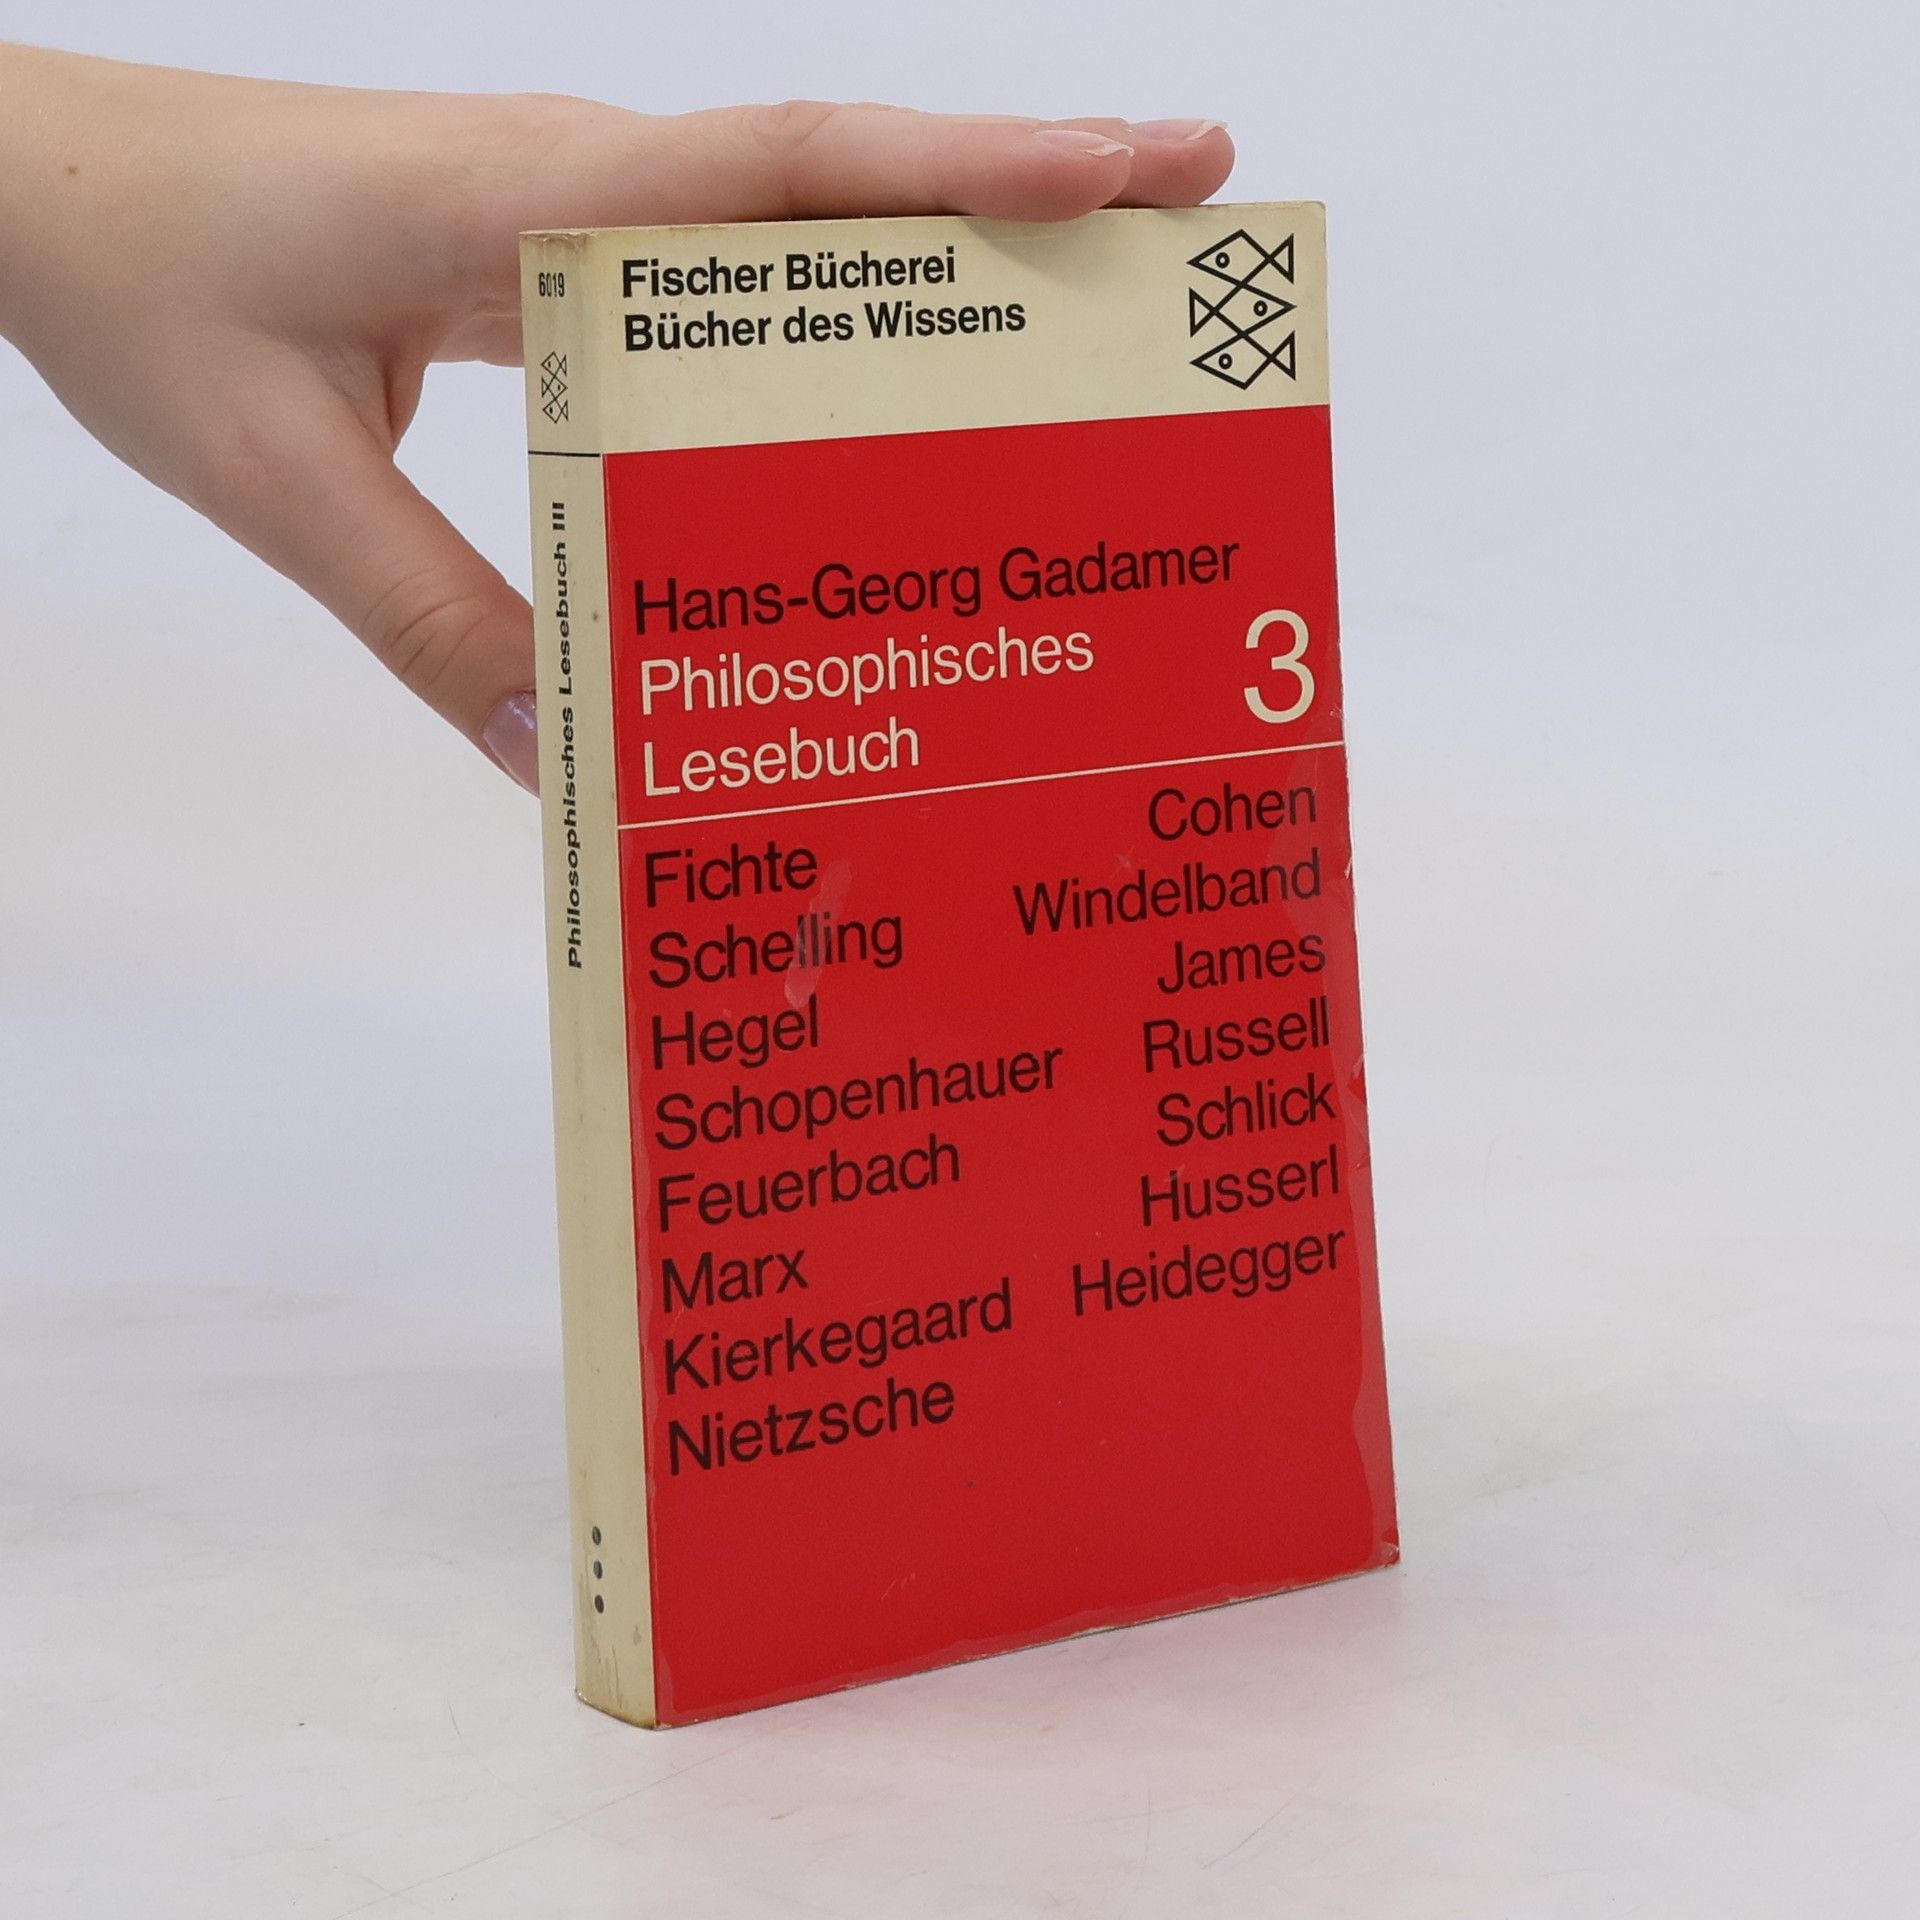 6019
Philosophisches Lesebuch III
Fischer Bücherei
Bücher des Wissens
Hans-Georg Gadamer
Philosophisches
Lesebuch
3
Fichte
Schelling
Hegel
Schopenhauer
Feuerbach
Marx
Kierkegaard
Nietzsche
Cohen
Windelband
James
Russell
Schlick
Husserl
Heidegger